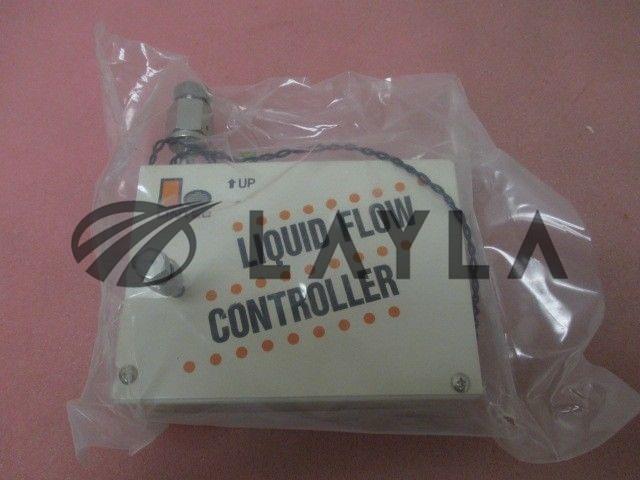 ⬆UP
LIQUID FLOW
LAYLA
CONTROLLER